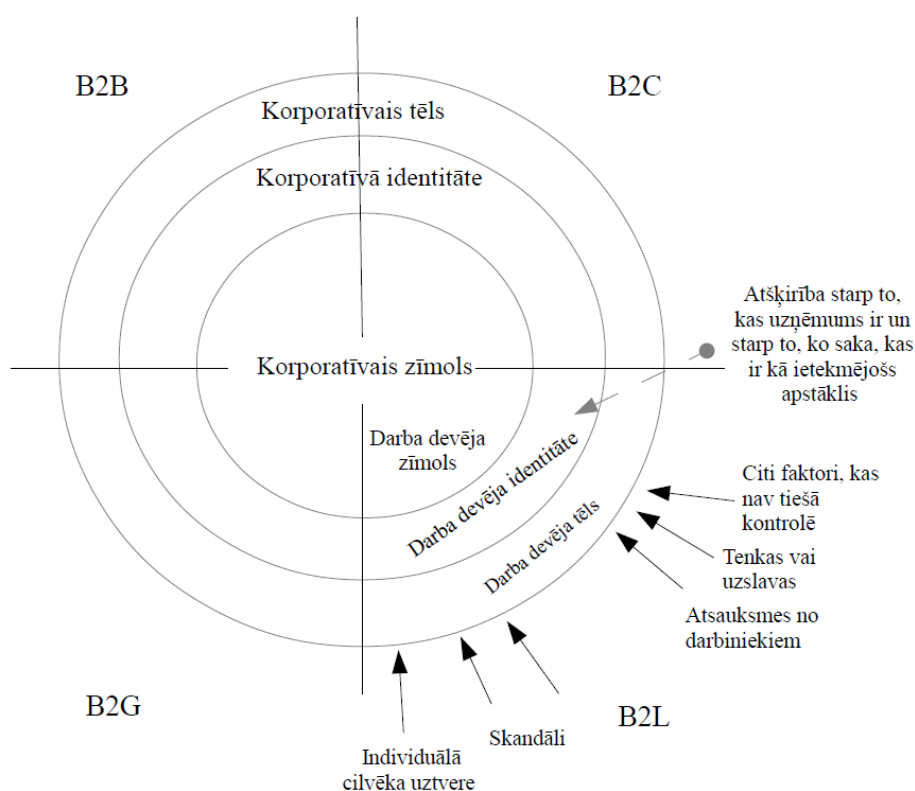 B2B
B2C
Korporatīvais tēls
Korporatīvā identitāte
Atšķirība starp to,
kas uzņēmums ir un
starp to, ko saka, kas
ir kā ietekmējošs
apstāklis
Korporatīvais zīmols
Darba devēja
zīmols
Darba devēja identitāte
Darba devēja tēls
Citi faktori, kas
nav tiešā
kontrolē
Tenkas vai
uzslavas
Atsauksmes no
darbiniekiem
B2G
B2L
Skandāli
Individuālā
cilvēka uztvere